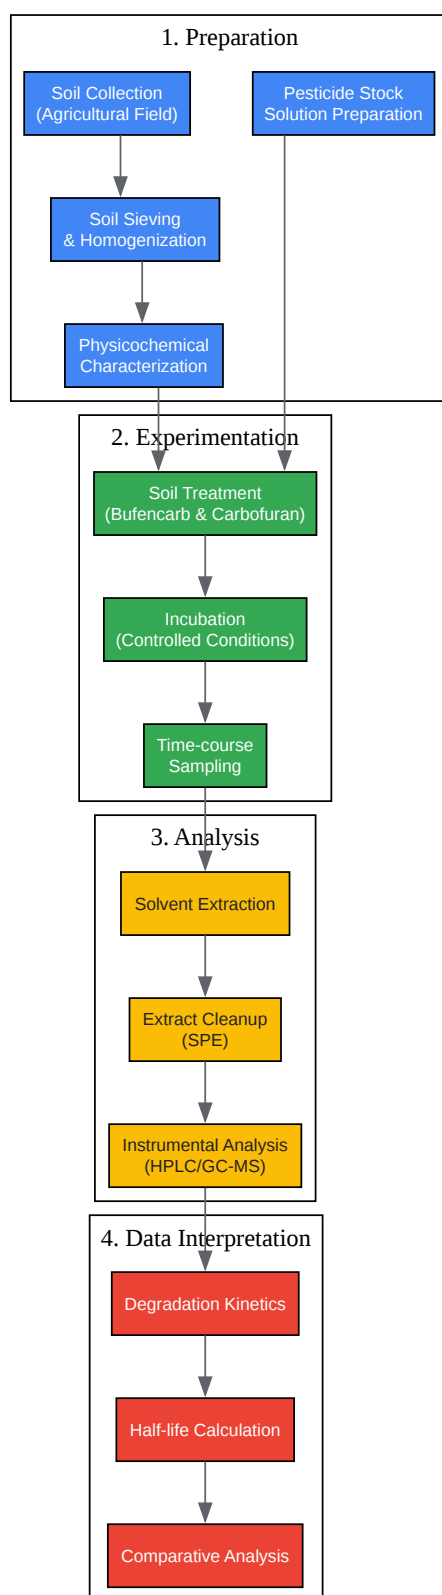 1. Preparation
Soil Collection
(Agricultural Field)
Pesticide Stock
Solution Preparation
Soil Sieving
& Homogenization
Physicochemical
Characterization
2. Experimentation
Soil Treatment
(Bufencarb & Carbofuran)
Incubation
(Controlled Conditions)
Time-course
Sampling
3. Analysis
Solvent Extraction
Extract Cleanup
(SPE)
Instrumental Analysis
(HPLC/GC-MS)
4. Data Interpretation
Degradation Kinetics
Half-life Calculation
Comparative Analysis